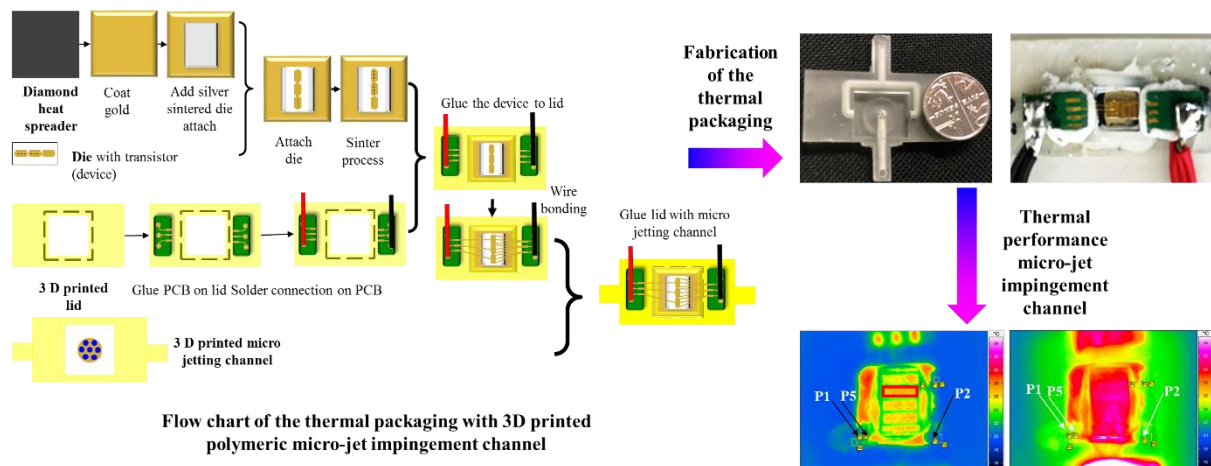 Diamond
heat
spreader
Coat
gold
Add silver
sintered die
attach
Die with transistor
(device)
Attach
die
Sinter
process
Glue the device to lid
Wire
bonding
3 D printed
lid
Glue PCB on lid Solder connection on PCB
3 D printed micro
jetting channel
Glue lid with micro
jetting channel
Flow chart of the thermal packaging with 3D printed
polymeric micro-jet impingement channel
Fabrication
of the
thermal
packaging
Thermal
performance
micro-jet
impingement
channel
P1 P5 P2
P1 P5 P2